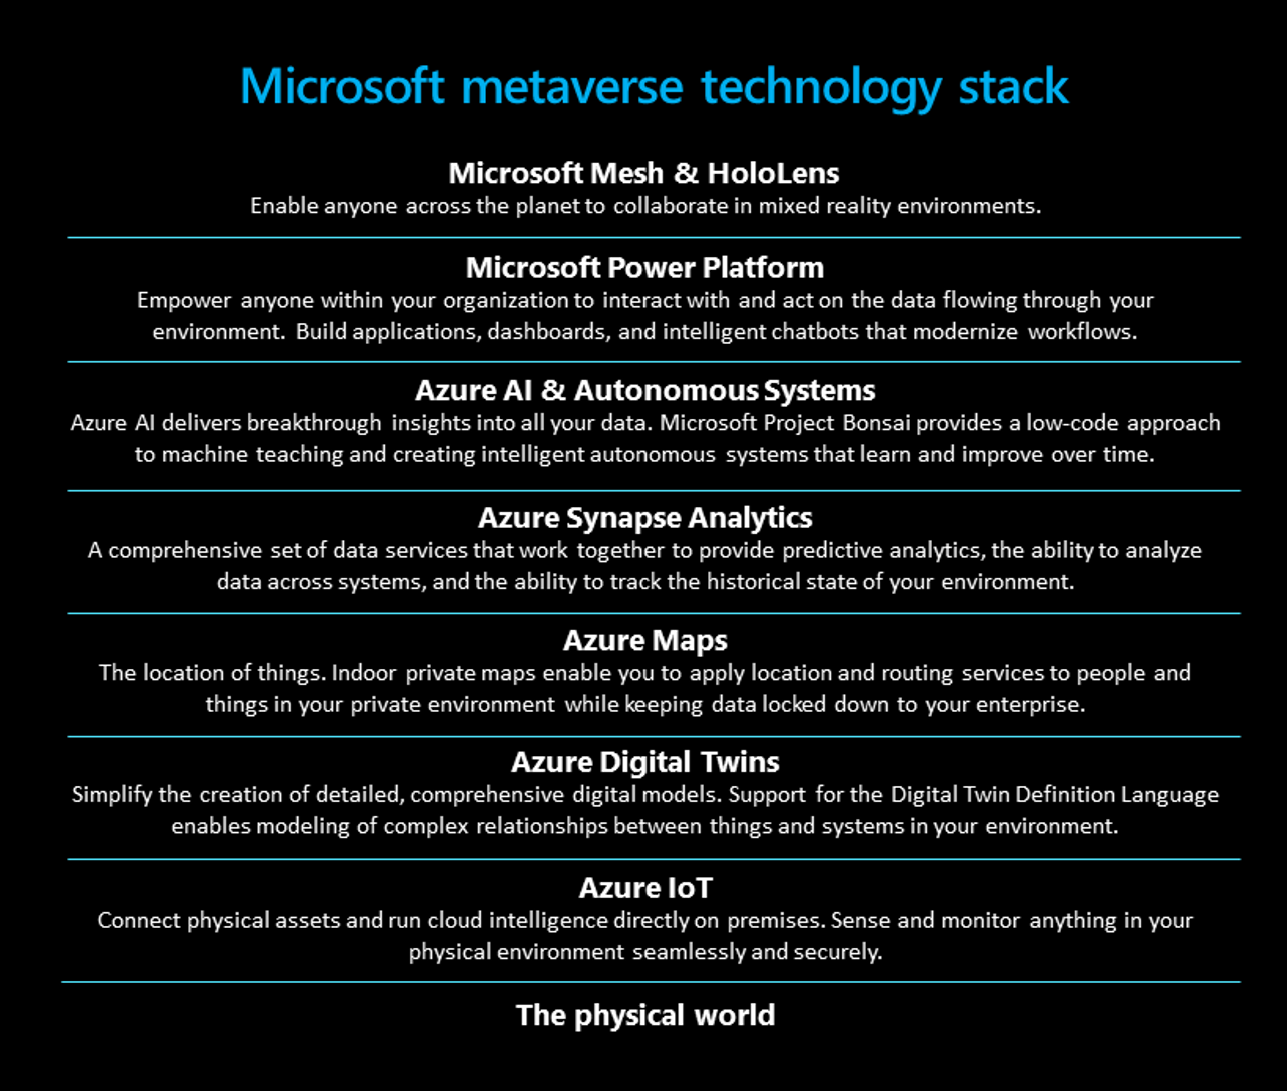 Microsoft metaverse technology stack
Microsoft Mesh & HoloLens
Enable anyone across the planet to collaborate in mixed reality environments.
Microsoft Power Platform
Empower anyone within your organization to interact with and act on the data flowing through your
environment. Build applications, dashboards, and intelligent chatbots that modernize workflows.
Azure AI & Autonomous Systems
Azure AI delivers breakthrough insights into all your data. Microsoft Project Bonsai provides a low-code approach
to machine teaching and creating intelligent autonomous systems that learn and improve over time.
Azure Synapse Analytics
A comprehensive set of data services that work together to provide predictive analytics, the ability to analyze
data across systems, and the ability to track the historical state of your environment.
Azure Maps
The location of things. Indoor private maps enable you to apply location and routing services to people and
things in your private environment while keeping data locked down to your enterprise.
Azure Digital Twins
Simplify the creation of detailed, comprehensive digital models. Support for the Digital Twin Definition Language
enables modeling of complex relationships between things and systems in your environment.
Azure IoT
Connect physical assets and run cloud intelligence directly on premises. Sense and monitor anything in your
physical environment seamlessly and securely.
The physical world